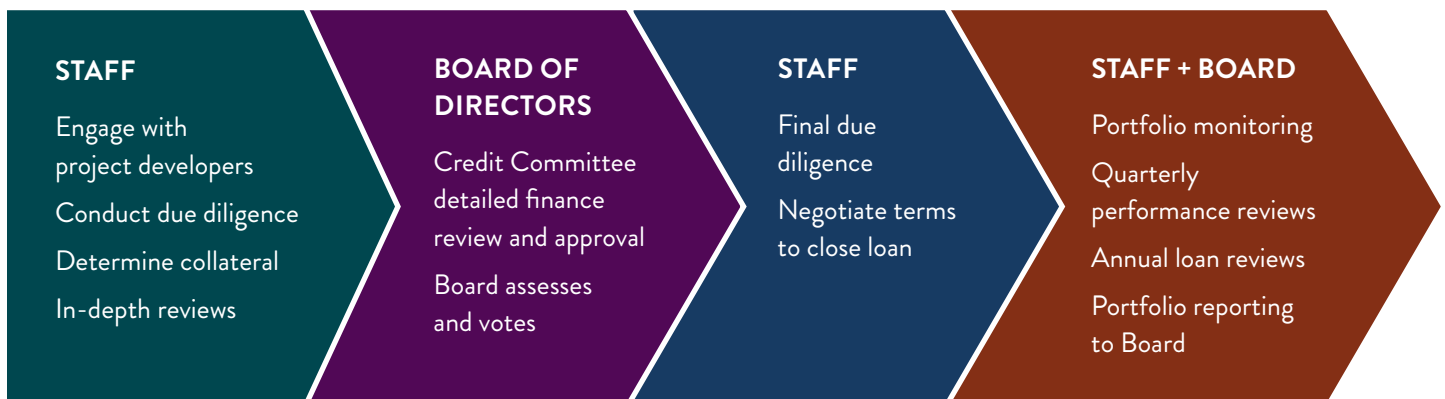 STAFF
Engage with
project developers
Conduct due diligence
Determine collateral
In-depth reviews
BOARD OF
DIRECTORS
Credit Committee
detailed finance
review and approval
Board assesses
and votes
STAFF
Final due
diligence
Negotiate terms
to close loan
STAFF + BOARD
Portfolio monitoring
Quarterly
performance reviews
Annual loan reviews
Portfolio reporting
to Board